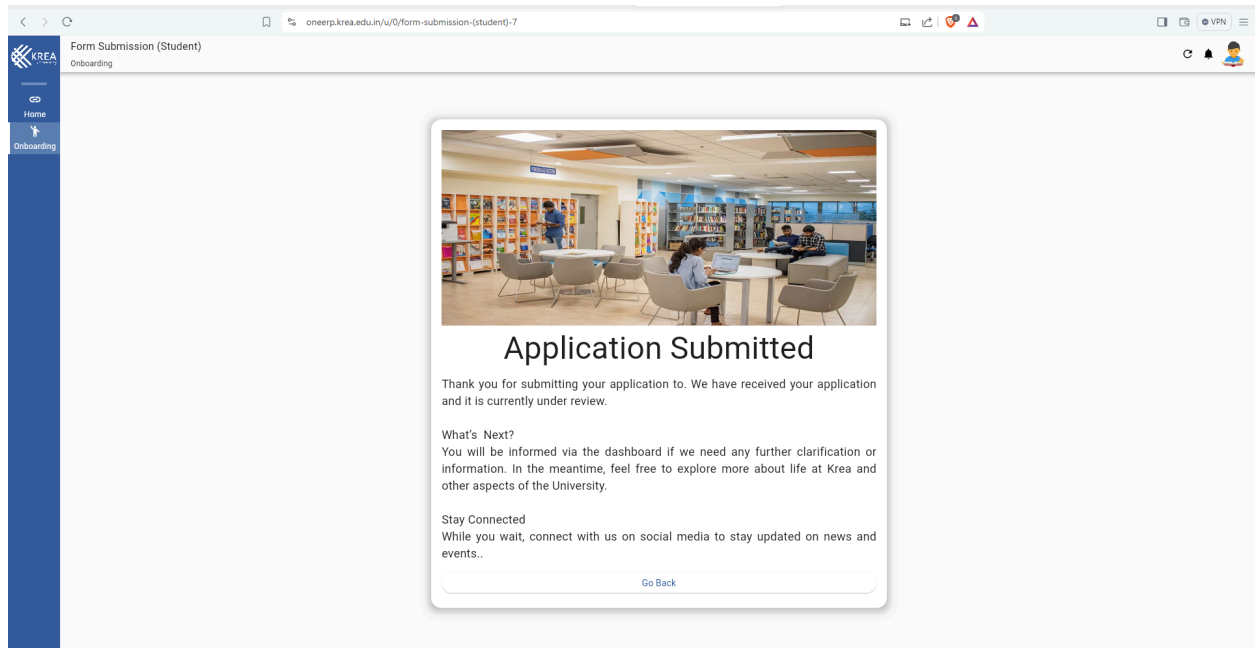 oneerp.krea.edu.in/u/0/form-submission-(student)-7
VPN
KREA
Form Submission (Student)
Onboarding
Home
Onboarding
Application Submitted
Thank you for submitting your application to. We have received your application
and it is currently under review.
What's Next?
You will be informed via the dashboard if we need any further clarification or
information. In the meantime, feel free to explore more about life at Krea and
other aspects of the University.
Stay Connected
While you wait, connect with us on social media to stay updated on news and
events..
Go Back